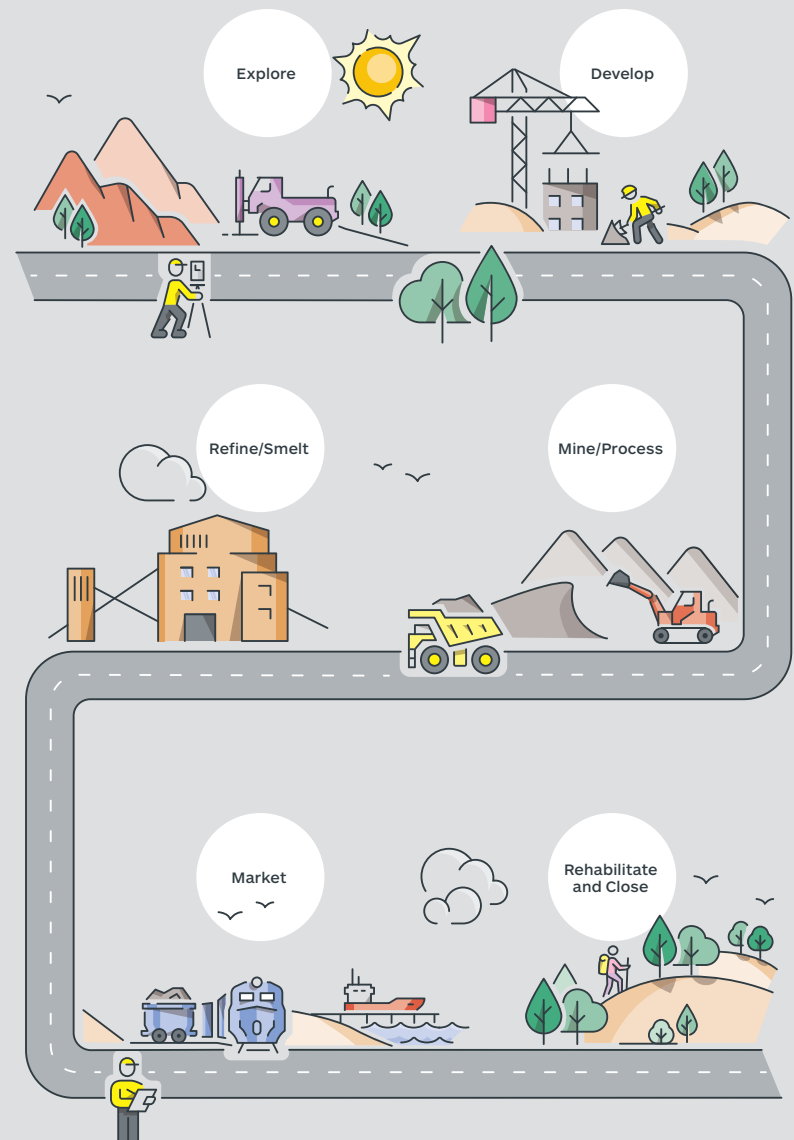 Explore
Develop
Refine/Smelt
Mine/Process
Market
Rehabilitate
and Close